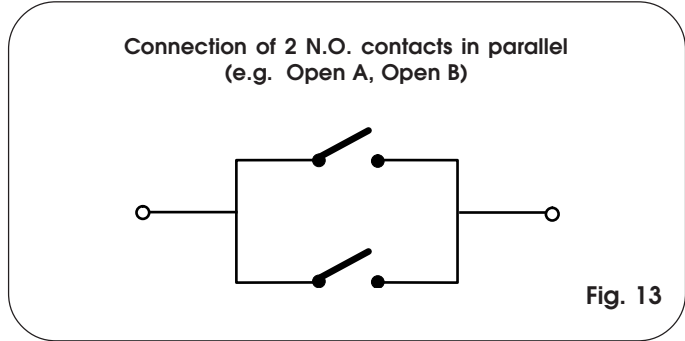 Connection of 2 N.O. contacts in parallel
(e.g. Open A, Open B)
Fig. 13